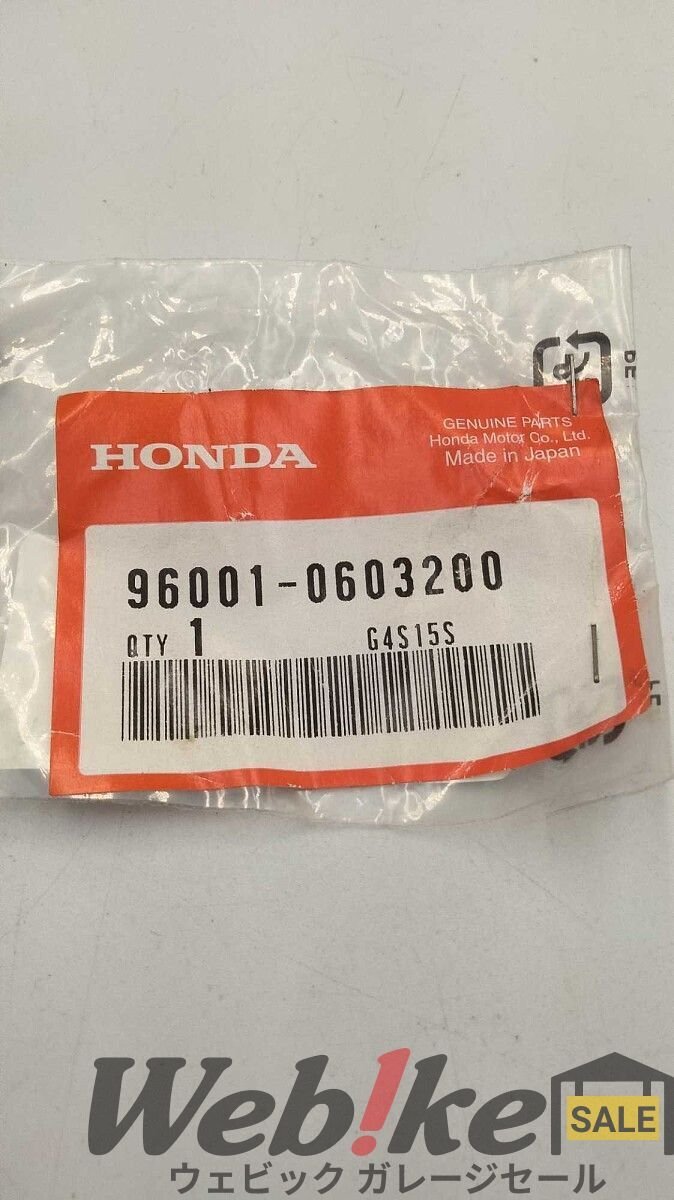 HONDA
GENUINE PARTS
Honda Motor Co., Ltd.
Made in Japan
96001-0603200
QTY 1 G4S15S
Web!ke
SALE
ウェビック ガレージセール